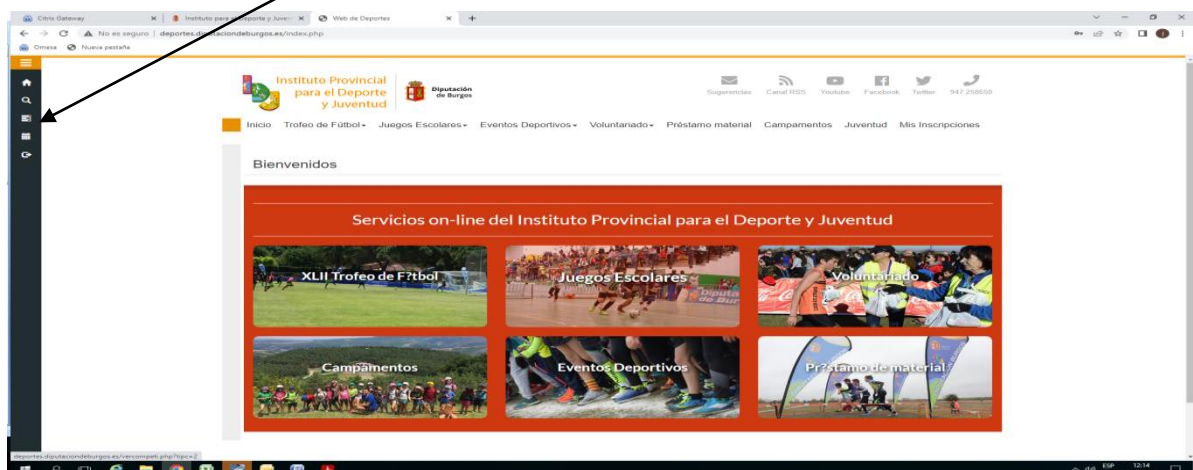 Citrix Gateway
Instituto para el Deporte y Juven
Web de Deportes
No es seguro | deportes.diputaciondeburgos.es/index.php
Omesa
Nueva pestaña
Instituto Provincial
para el Deporte
y Juventud
Diputación
de Burgos
Sugerencias Canal RSS Youtube Facebook Twitter 947 258650
Inicio Trofeo de Fútbol Juegos Escolares Eventos Deportivos Voluntariado Préstamo material Campamentos Juventud Mis Inscripciones
Bienvenidos
Servicios on-line del Instituto Provincial para el Deporte y Juventud
XLII Trofeo de F?tbol
Juegos Escolares
Voluntariado
Campamentos
Eventos Deportivos
Pr?stamo de material
deportes.diputaciondeburgos.es/vercompeti.php?tipc=2
ESP
12:14